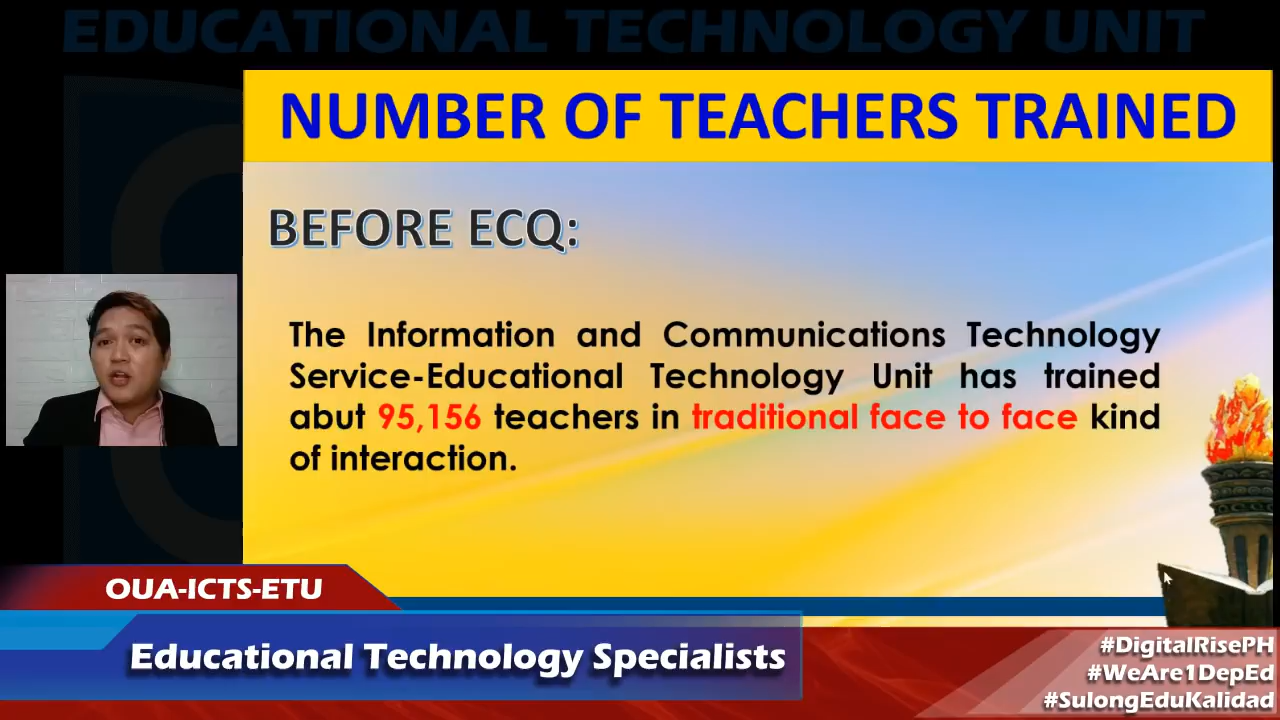 EDUCATIONAL TECHNOLOGY UNIT
NUMBER OF TEACHERS TRAINED
BEFORE ECQ:
The Information and Communications Technology
Service-Educational Technology Unit has trained
abut 95,156 teachers in traditional face to face kind
of interaction.
OUA-ICTS-ETU
Educational Technology Specialists
#DigitalRisePH
#WeAre1DepEd
#SulongEduKalidad